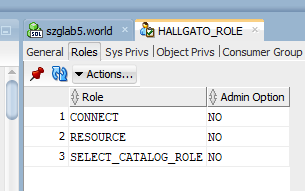 SQL szglab5.world HALLGATO_ROLE
General Roles Sys Privs Object Privs Consumer Group
Actions...
Role Admin Option
1 CONNECT NO
2 RESOURCE NO
3 SELECT_CATALOG_ROLE NO